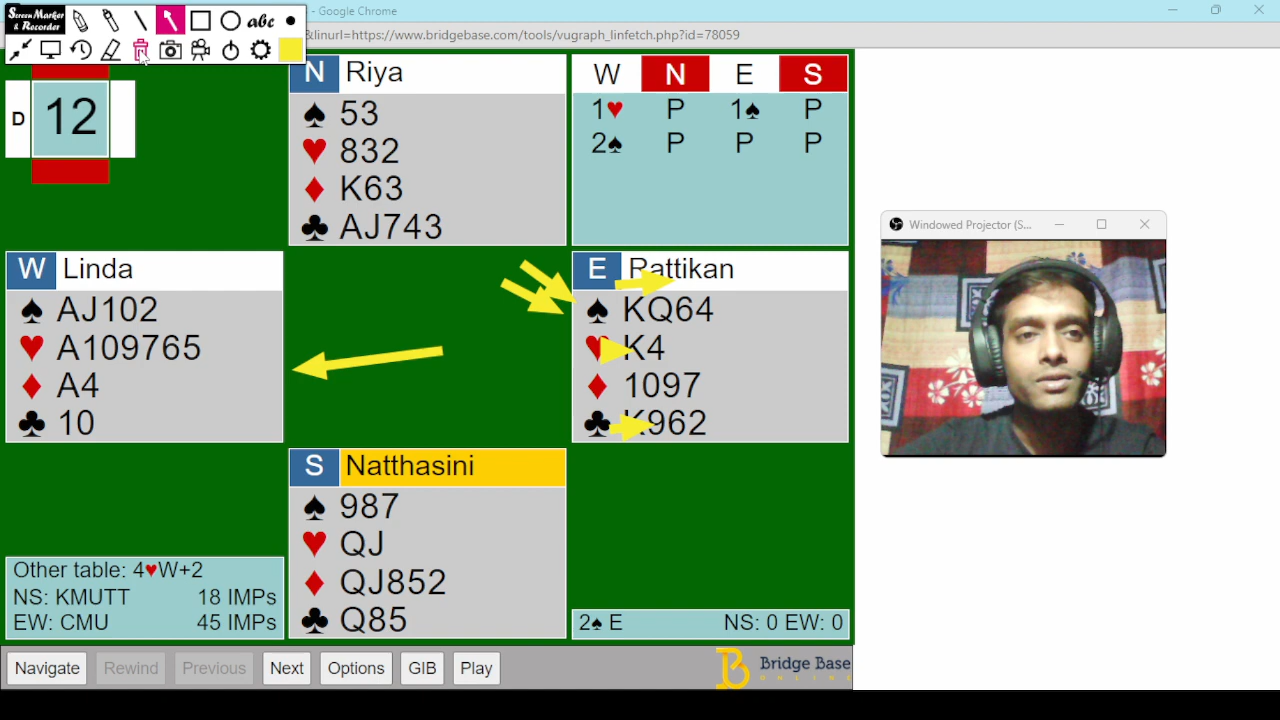 Screen Marker & Recorder
abc
- Google Chrome
&linurl=https://www.bridgebase.com/tools/vugraph_linfetch.php?id=78059
D
12
N Riya
♠ 53
♥ 832
♦ K63
♣ AJ743
W N E S
1♥ P 1♠ P
2♠ P P P
Windowed Projector (S...
W Linda
♠ AJ102
♥ A109765
♦ A4
♣ 10
E Rattikan
♠ KQ64
♥ K4
♦ 1097
♣ K962
S Natthasini
♠ 987
♥ QJ
♦ QJ852
♣ Q85
Other table: 4♥W+2
NS: KMUTT 18 IMPs
EW: CMU 45 IMPs
2♠ E NS: 0 EW: 0
Navigate Rewind Previous Next Options GIB Play
Bridge Base
ONLINE